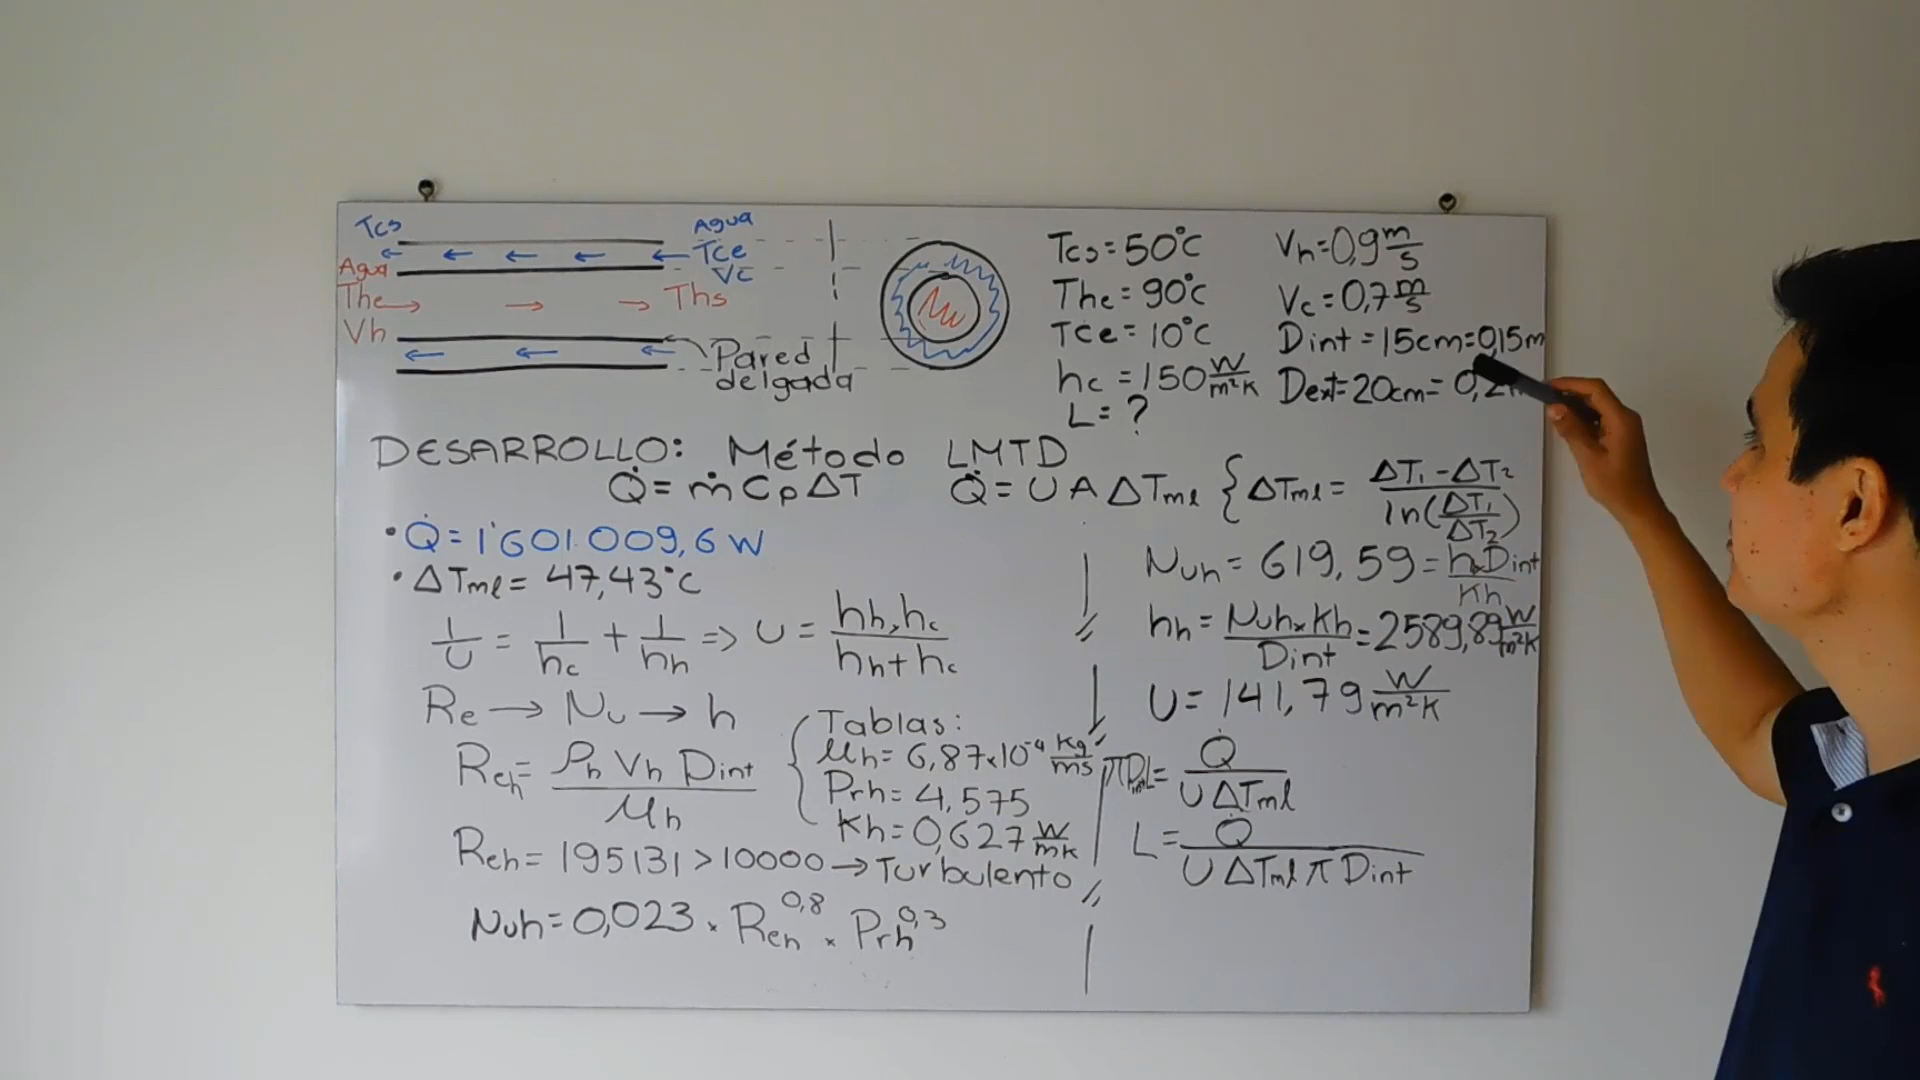 Tcs
Agua
Tce
Vc
Agua
The
Ths
Vh
Pared
delgada
Tcs = 50°C
The = 90°C
Tce = 10°C
hc = 150 W/m²K
L = ?
Vh = 0,9 m/s
Vc = 0,7 m/s
Dint = 15cm = 0,15m
Dext = 20cm = 0,2
DESARROLLO: Método LMTD
Q̇ = ṁ Cp ΔT Q̇ = U A ΔTml { ΔTml = (ΔT₁ - ΔT₂)/ln(ΔT₁/ΔT₂)
• Q̇ = 1'601.009,6 W
• ΔTml = 47,43°C
1/U = 1/hc + 1/hh => U = hh,hc/(hh + hc)
Re → Nu → h
Reh = ρh Vh Dint/μh
Tablas:
μh = 6,87x10⁻⁴ kg/ms
Prh = 4,575
Kh = 0,627 W/mK
Reh = 195131 > 10000 → Turbulento
Nuh = 0,023 x Reh^0,8 x Prh^0,3
Nuh = 619,59 = hxDint/Kh
hh = Nuh x Kh/Dint = 2589,89 W/m²K
U = 141,79 W/m²K
πDintL = Q̇/(U ΔTml)
L = Q̇/(U ΔTml π Dint)